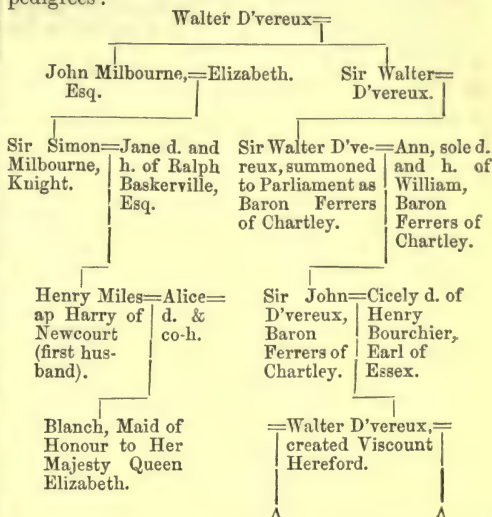 pedigrees :
Walter D'vereux=
John Milbourne,=Elizabeth. Sir Walter=
Esq. D'vereux.
Sir Simon=Jane d. and Sir Walter D've-=Ann, sole d.
Milbourne, h. of Ralph reux, summoned and h. of
Knight. Baskerville, to Parliament as William,
Esq. Baron Ferrers Baron
of Chartley. Ferrers of
Chartley.
Henry Miles=Alice= Sir John=Cicely d. of
ap Harry of d. & D'vereux, Henry
Newcourt co-h. Baron Bourchier,
(first hus- Ferrers of Earl of
band). Chartley. Essex.
Blanch, Maid of =Walter D'vereux,=
Honour to Her created Viscount
Majesty Queen Hereford.
Elizabeth.